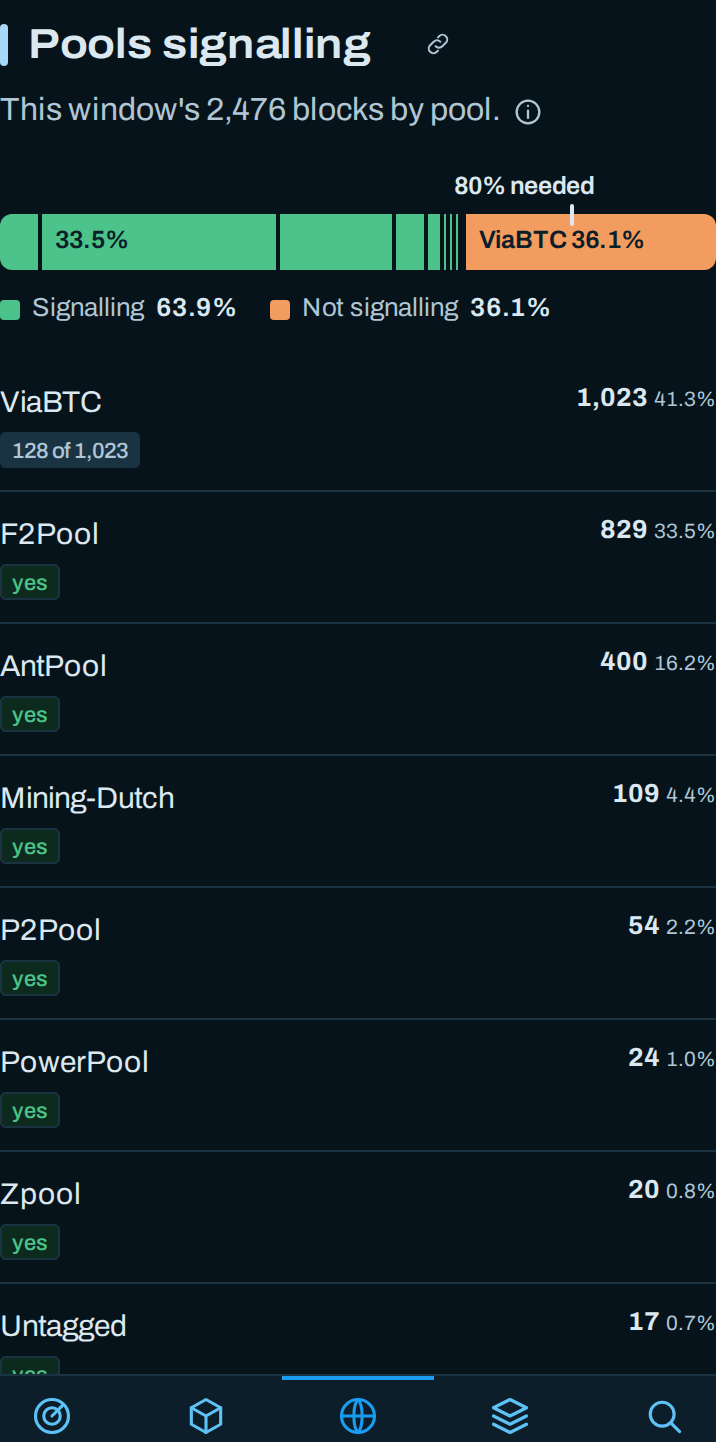 Pools signalling
This window's 2,476 blocks by pool.
80% needed
33.5%
ViaBTC 36.1%
Signalling 63.9% Not signalling 36.1%
ViaBTC 1,023 41.3%
128 of 1,023
F2Pool 829 33.5%
yes
AntPool 400 16.2%
yes
Mining-Dutch 109 4.4%
yes
P2Pool 54 2.2%
yes
PowerPool 24 1.0%
yes
Zpool 20 0.8%
yes
Untagged 17 0.7%
yes